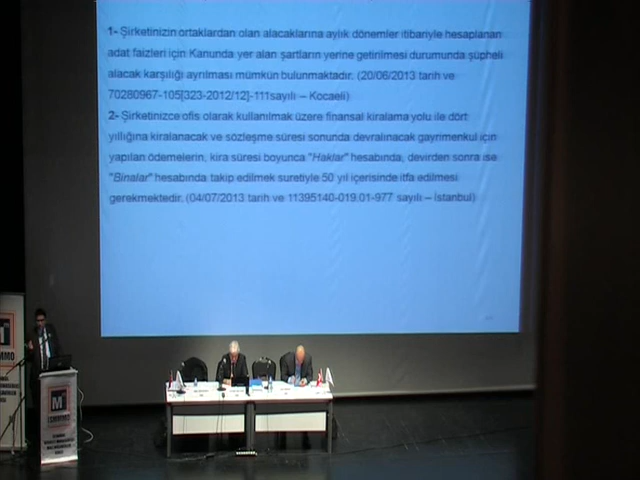 1- Şirketinizin ortaklardan olan alacaklarına aylık dönemler itibariyle hesaplanan
adat faizleri için Kanunda yer alan şartların yerine getirilmesi durumunda şüpheli
alacak karşılığı ayrılması mümkün bulunmaktadır. (20/06/2013 tarih ve
70280967-105[323-2012/12]-111sayılı – Kocaeli)
2- Şirketinizce ofis olarak kullanılmak üzere finansal kiralama yolu ile dört
yıllığına kiralanacak ve sözleşme süresi sonunda devralınacak gayrimenkul için
yapılan ödemelerin, kira süresi boyunca "Haklar" hesabında, devirden sonra ise
"Binalar" hesabında takip edilmek suretiyle 50 yıl içerisinde itfa edilmesi
gerekmektedir. (04/07/2013 tarih ve 11395140-019.01-977 sayılı – İstanbul)
M